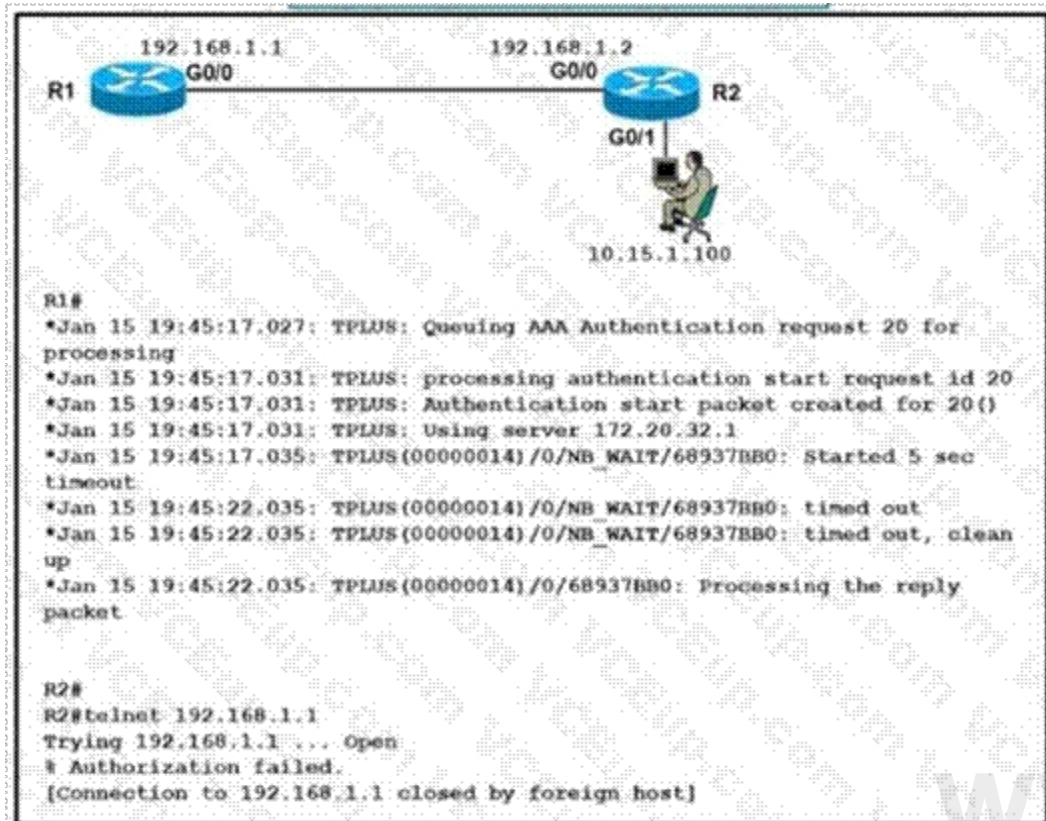 192.168.1.1
192.168.1.2
G0/0
G0/0
R1
R2
G0/1
10.15.1.100
R1#
*Jan 15 19:45:17.027: TPLUS: Queuing AAA Authentication request 20 for
processing
*Jan 15 19:45:17.031: TPLUS: processing authentication start request id 20
*Jan 15 19:45:17.031: TPLUS: Authentication start packet created for 20()
*Jan 15 19:45:17.031: TPLUS: Using server 172.20.32.1
*Jan 15 19:45:17.035: TPLUS(00000014)/0/NB_WAIT/68937BB0: Started 5 sec
timeout
*Jan 15 19:45:22.035: TPLUS(00000014)/0/NB_WAIT/68937BB0: timed out
*Jan 15 19:45:22.035: TPLUS(00000014)/0/NB_WAIT/68937BB0: timed out, clean
up
*Jan 15 19:45:22.035: TPLUS(00000014)/0/68937BB0: Processing the reply
packet
R2#
R2#telnet 192.168.1.1
Trying 192.168.1.1 ... Open
% Authorization failed.
[Connection to 192.168.1.1 closed by foreign host]
W